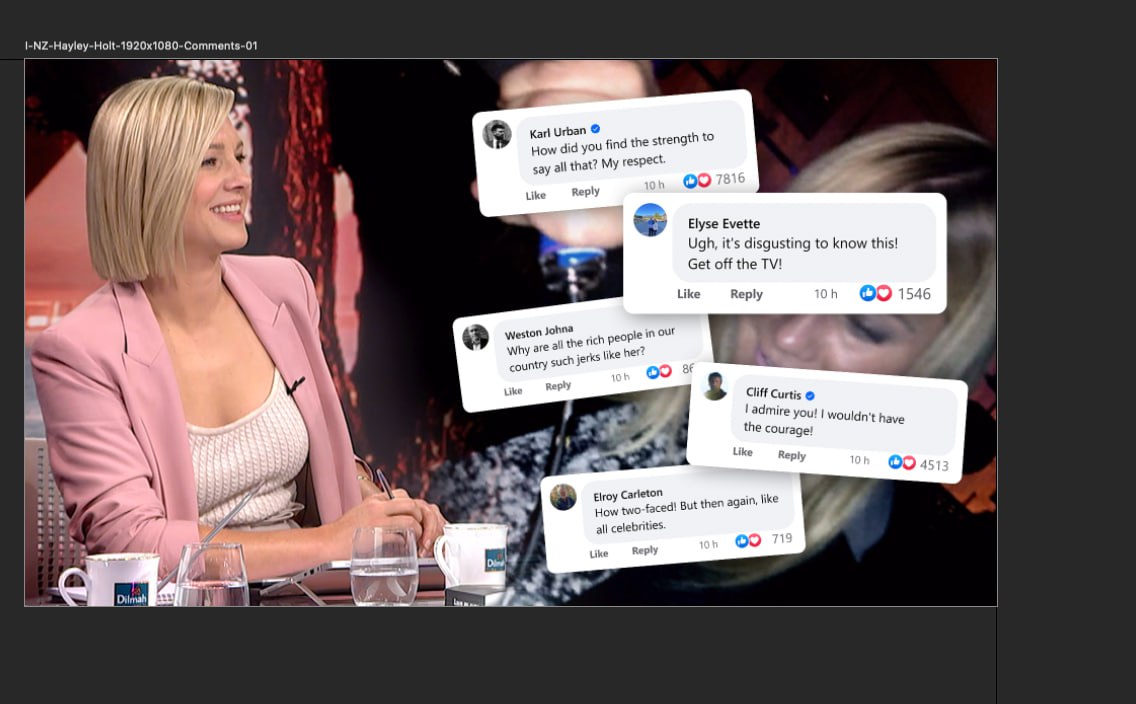 I-NZ-Hayley-Holt-1920x1080-Comments-01
Karl Urban
How did you find the strength to
say all that? My respect.
Like Reply 10 h 7816
Elyse Evette
Ugh, it's disgusting to know this!
Get off the TV!
Like Reply 10 h 1546
Weston Johna
Why are all the rich people in our
country such jerks like her?
Like Reply 10 h 86
Cliff Curtis
I admire you! I wouldn't have
the courage!
Like Reply 10 h 4513
Elroy Carleton
How two-faced! But then again, like
all celebrities.
Like Reply 10 h 719
Dilmah
Dilma